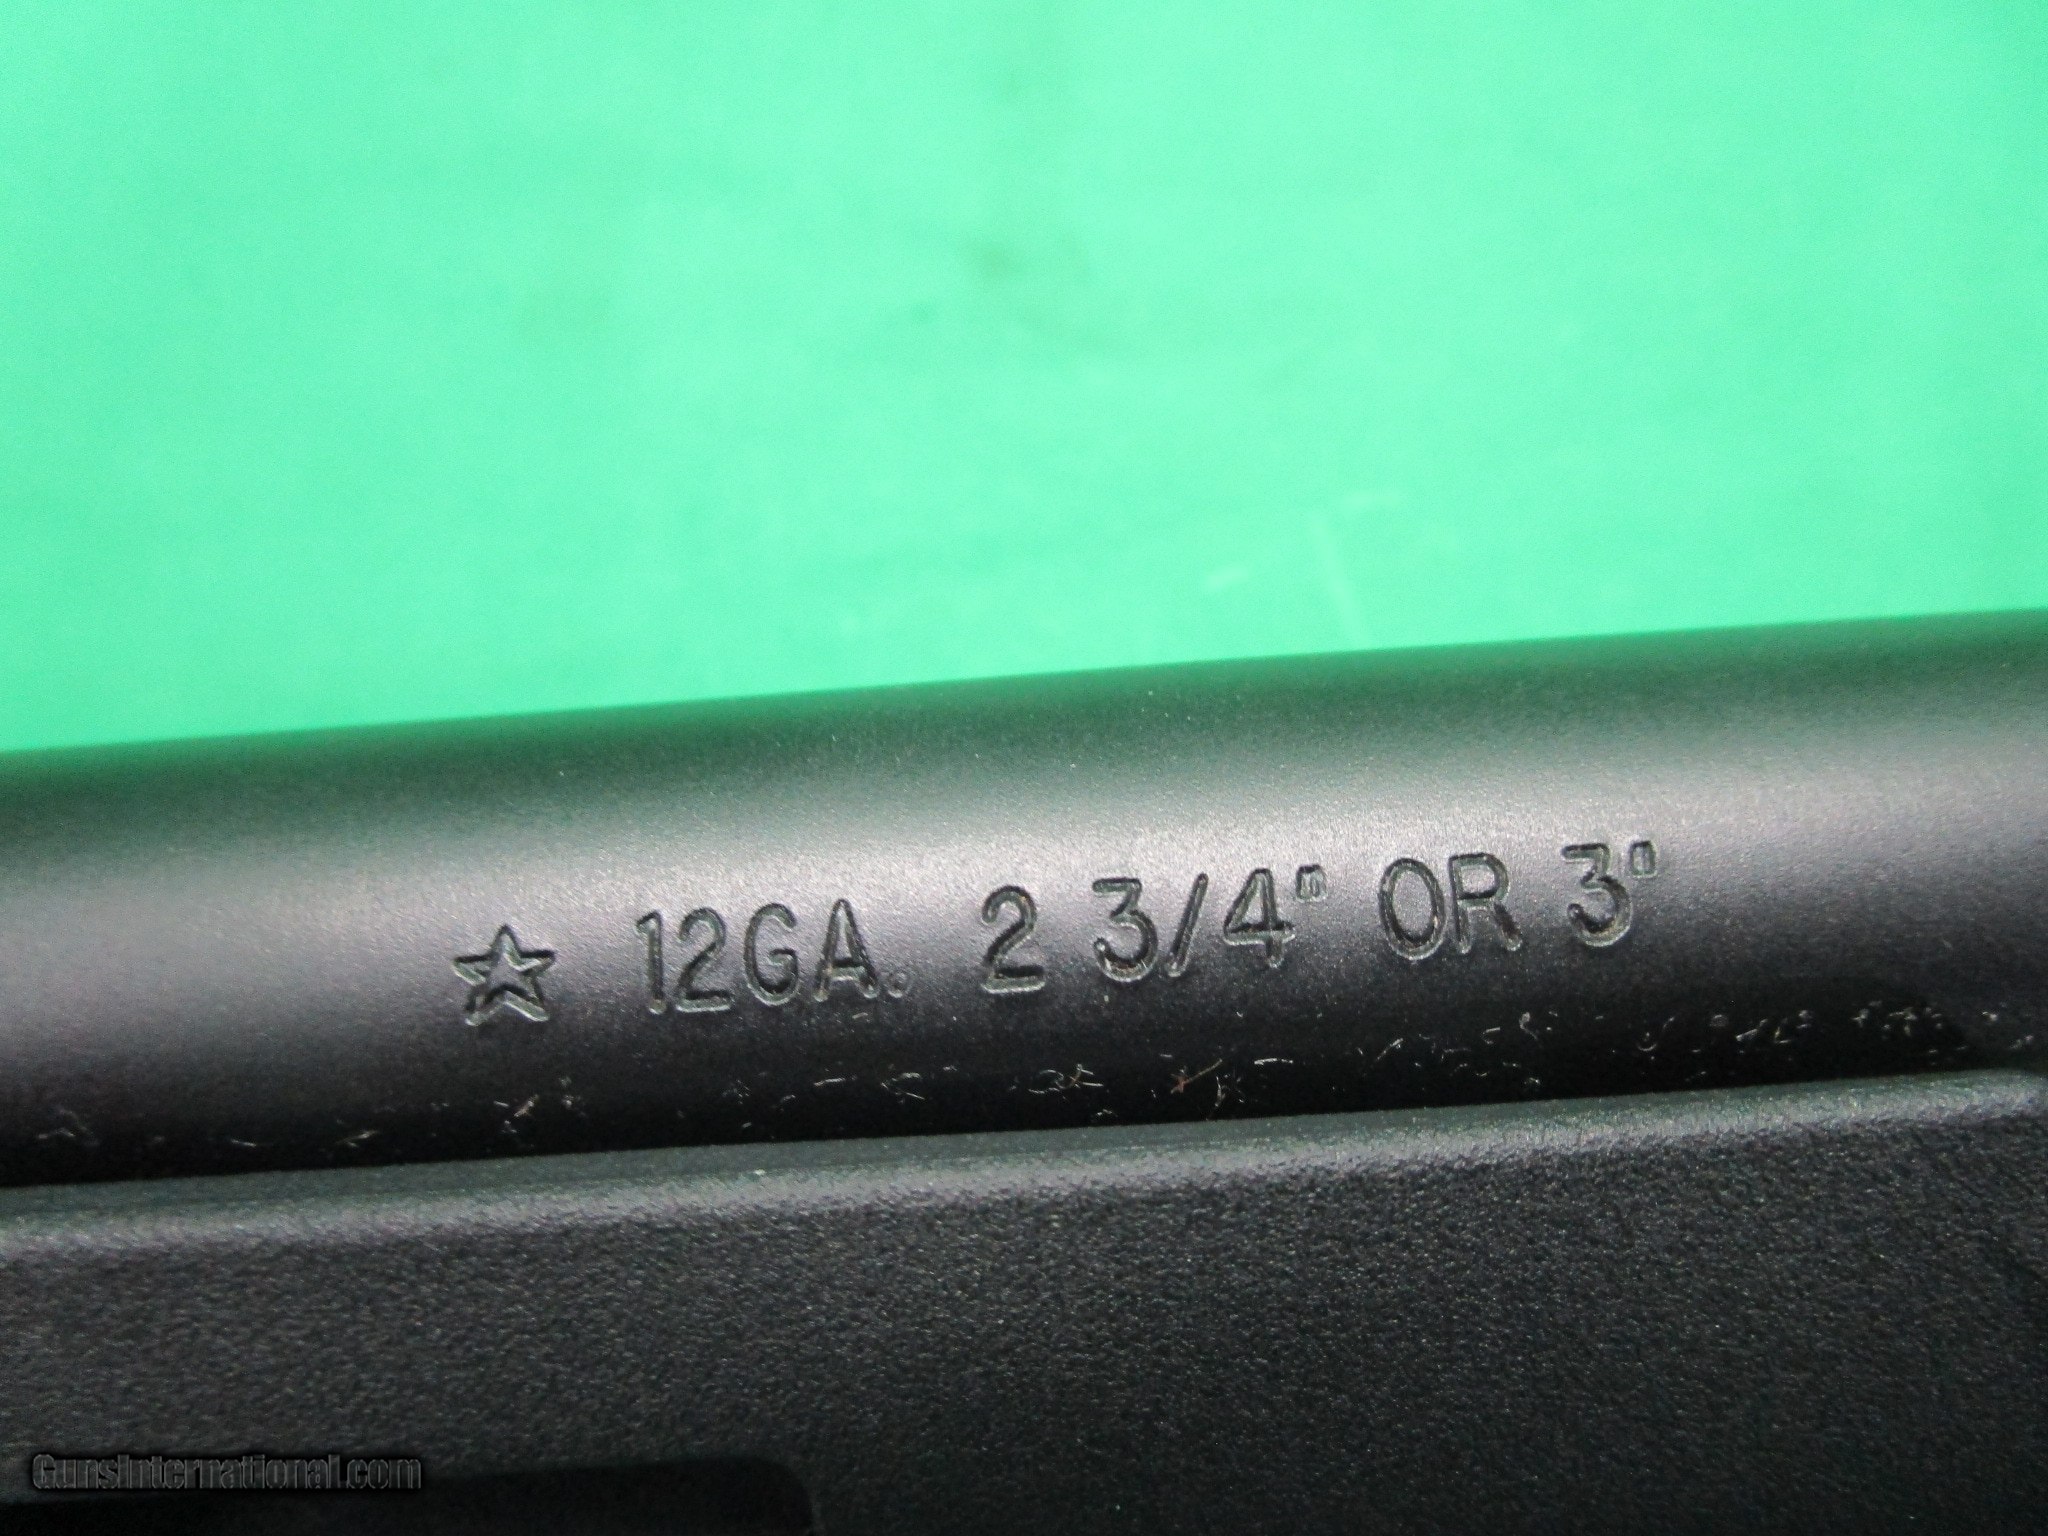 ☆ 12GA. 2 3/4" OR 3"
GunsInternational.com